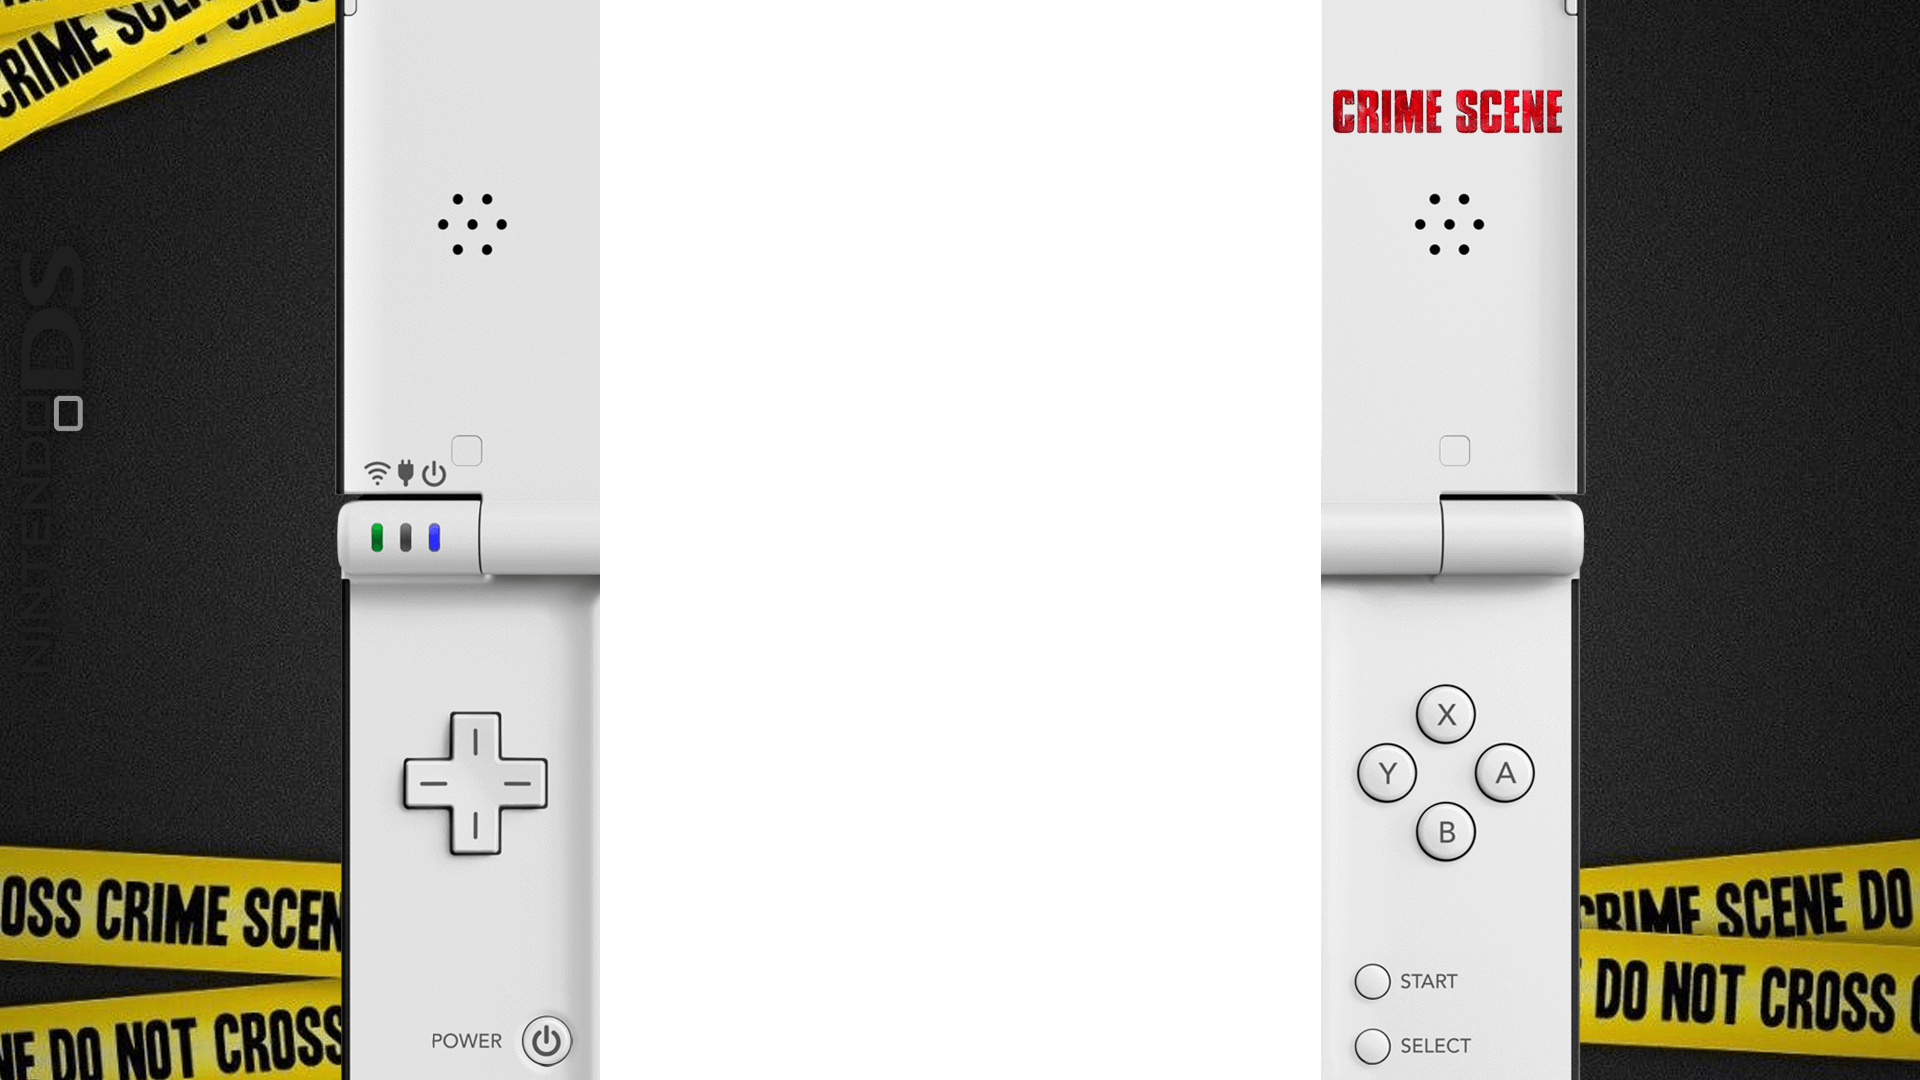 CRIME SCENE
CRIME SCENE
NINTENDO DS
X
Y
A
B
OSS CRIME SCEN
CRIME SCENE DO
DO NOT CROSS
START
NE DO NOT CROSS
POWER
SELECT